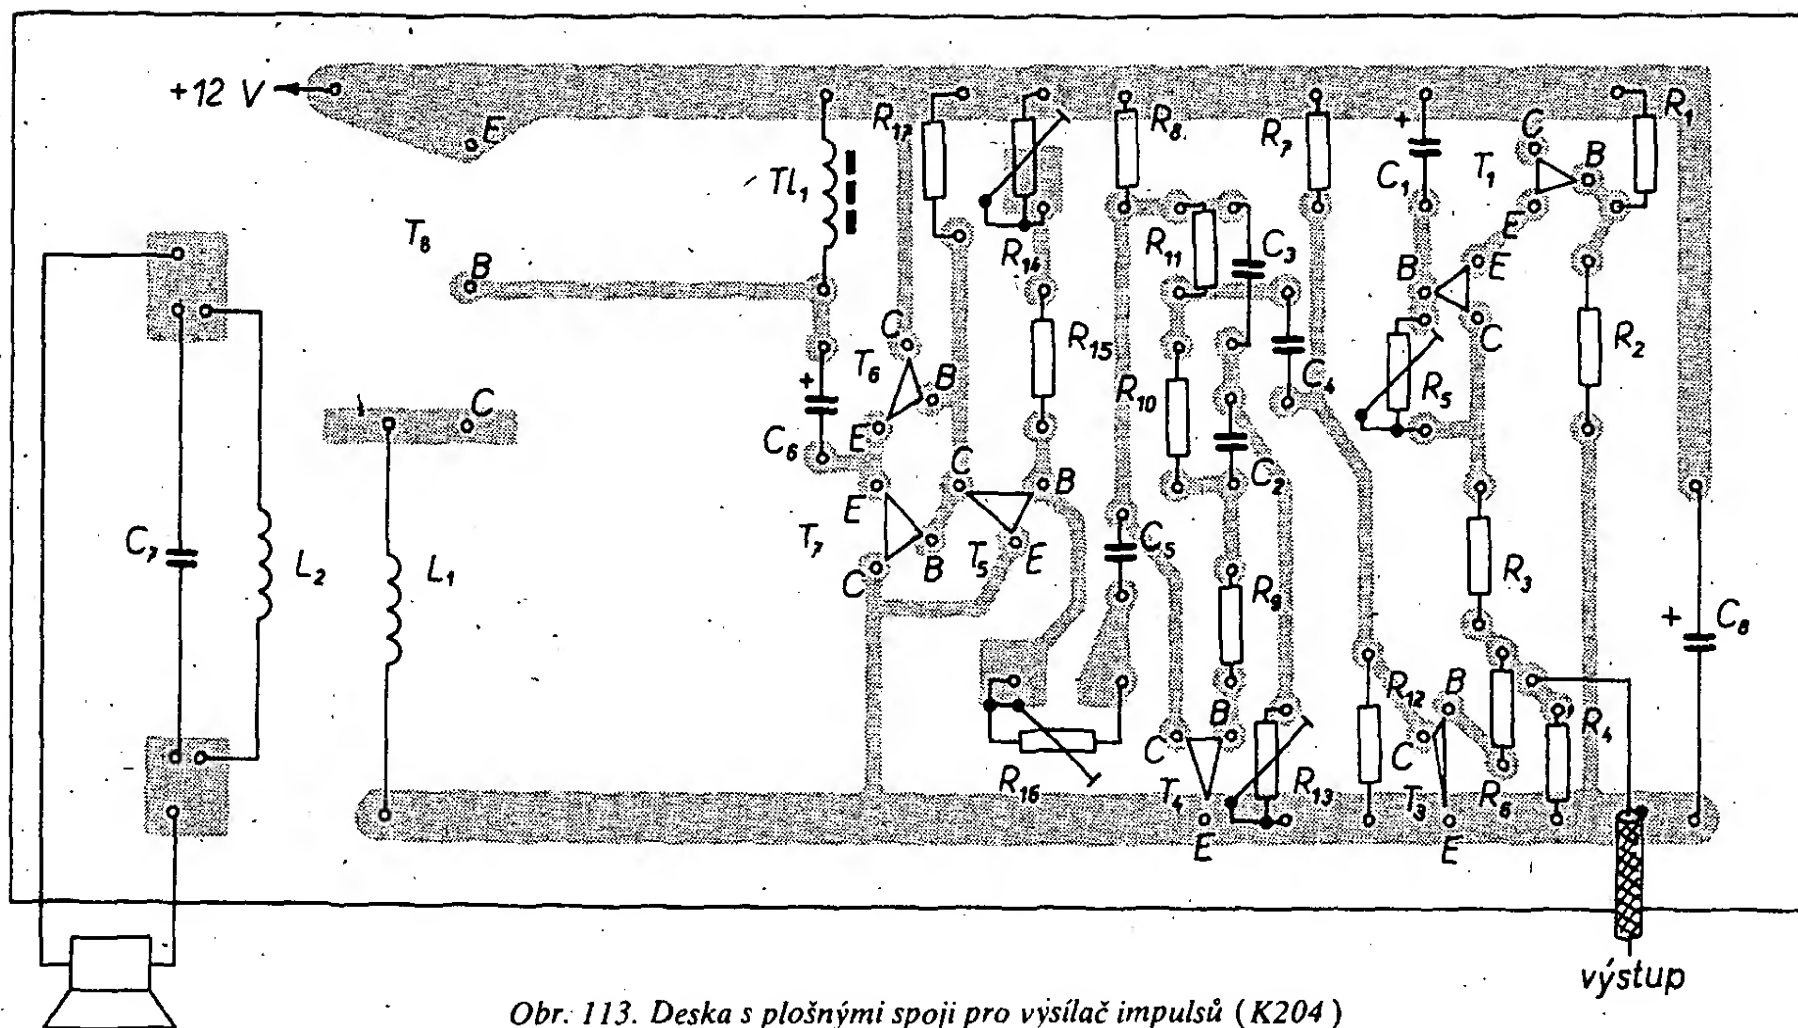 +12 V
E
R₁₇
R₈
R₇
R₁
C
B
C₁
T₁
E
Tl₁
T₈
B
R₁₄
R₁₁
C₃
B
E
C
R₂
C
T₆
B
R₁₅
R₁₀
C₄
R₅
C
C₆
E
C
B
C₂
E
T₇
B
T₅
E
C
C₅
R₃
C₇
L₂
L₁
R₉
C₈
+
+
+
R₁₂
B
R₄
C
B
C
R₁₆
T₄
R₁₃
T₃
R₆
E
E
výstup
Obr. 113. Deska s plošnými spoji pro vysílač impulsů (K204)